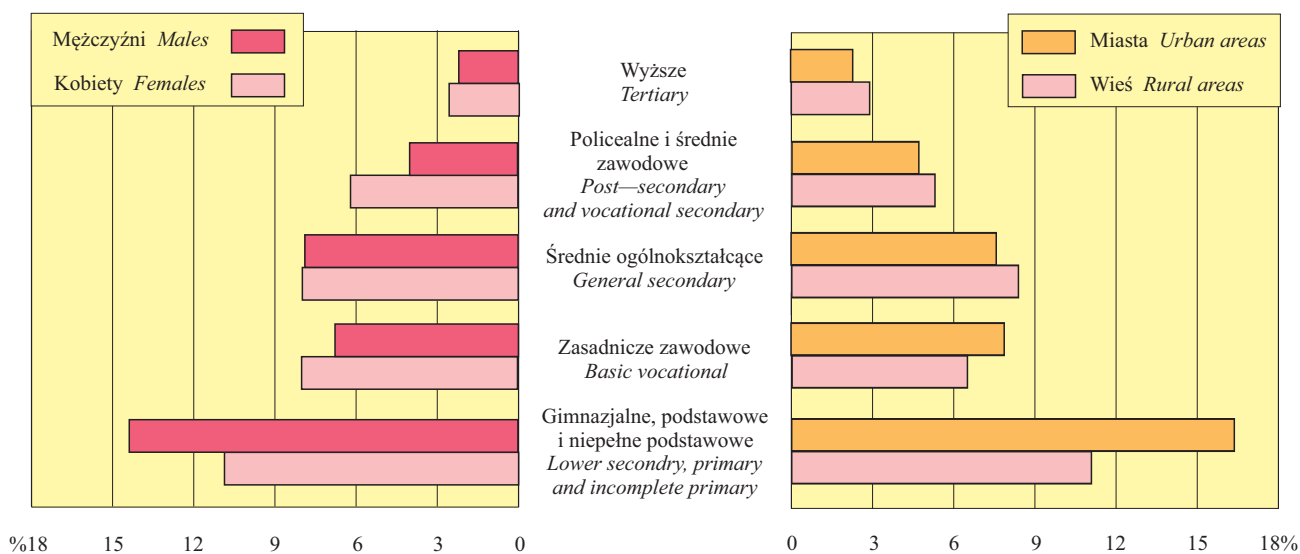 Mężczyźni Males
Kobiety Females
Miasta Urban areas
Wieś Rural areas
Wyższe
Tertiary
Policealne i średnie
zawodowe
Post—secondary
and vocational secondary
Średnie ogólnokształcące
General secondary
Zasadnicze zawodowe
Basic vocational
Gimnazjalne, podstawowe
i niepełne podstawowe
Lower secondry, primary
and incomplete primary
%18 15 12 9 6 3 0
0 3 6 9 12 15 18%